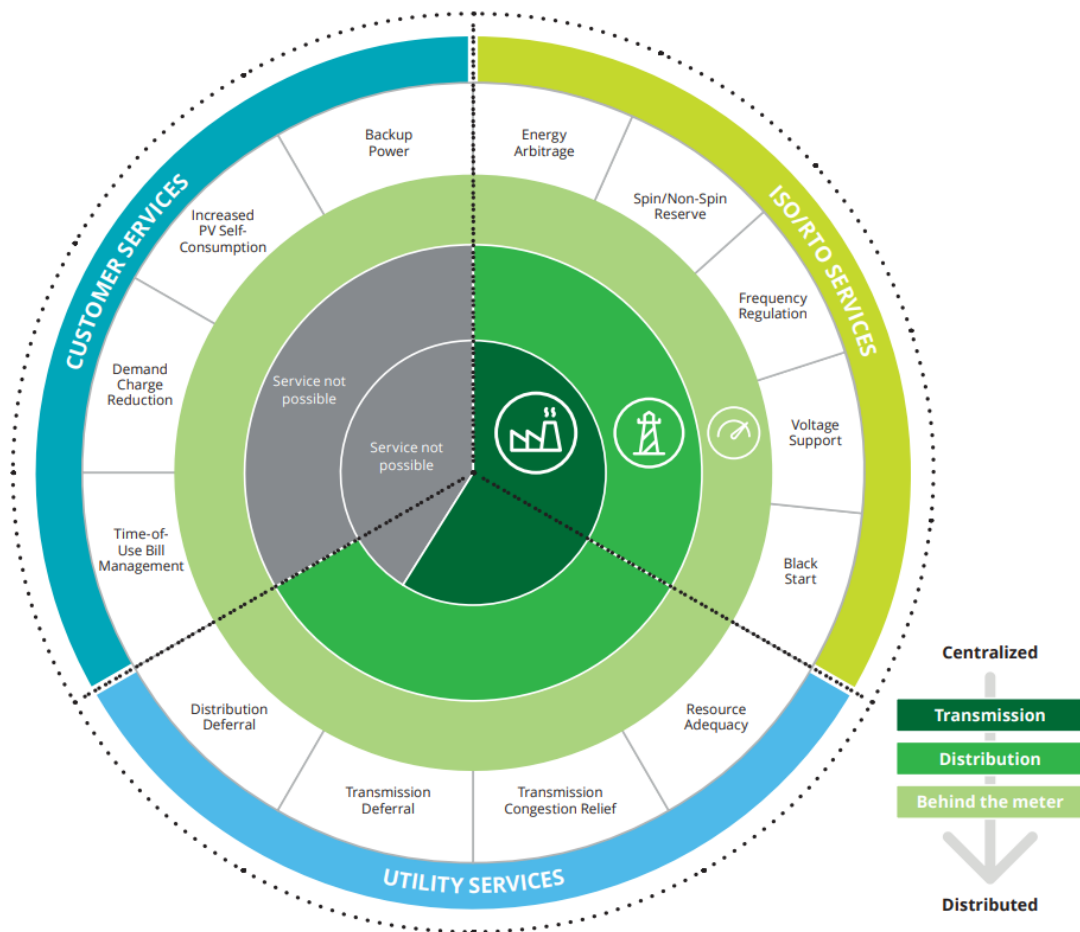 CUSTOMER SERVICES
ISO/RTO SERVICES
UTILITY SERVICES
Backup
Power
Increased
PV Self-
Consumption
Demand
Charge
Reduction
Time-of-
Use Bill
Management
Energy
Arbitrage
Spin/Non-Spin
Reserve
Frequency
Regulation
Voltage
Support
Black
Start
Resource
Adequacy
Transmission
Congestion Relief
Transmission
Deferral
Distribution
Deferral
Service not
possible
Service not
possible
Centralized
Transmission
Distribution
Behind the meter
Distributed